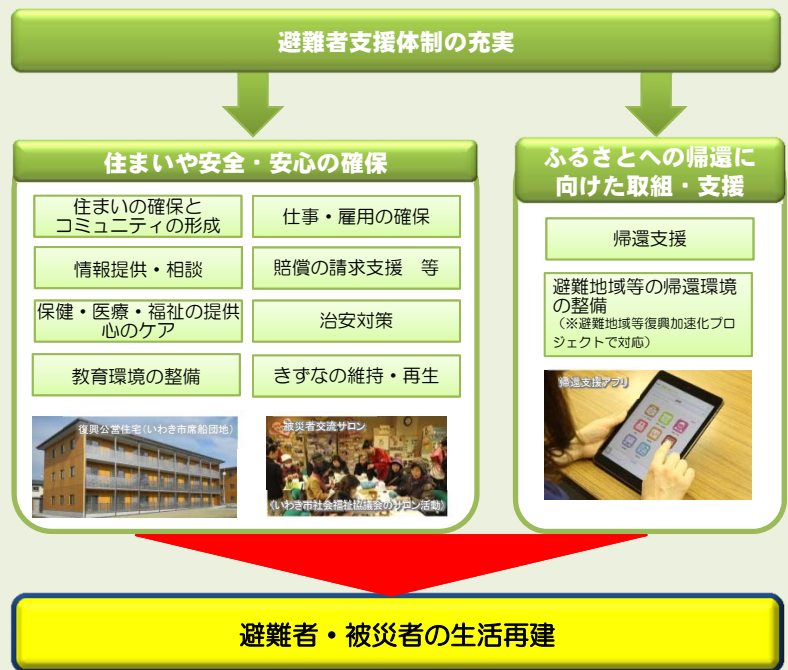 避難者支援体制の充実
住まいや安全・安心の確保
住まいの確保と
コミュニティの形成
仕事・雇用の確保
情報提供・相談
賠償の請求支援　等
保健・医療・福祉の提供
心のケア
治安対策
教育環境の整備
きずなの維持・再生
復興公営住宅(いわき市席船団地)
被災者交流サロン
《いわき市社会福祉協議会のサロン活動》
ふるさとへの帰還に
向けた取組・支援
帰還支援
避難地域等の帰還環境
の整備
（※避難地域等復興加速化プロ
ジェクトで対応）
帰還支援アプリ
避難者・被災者の生活再建